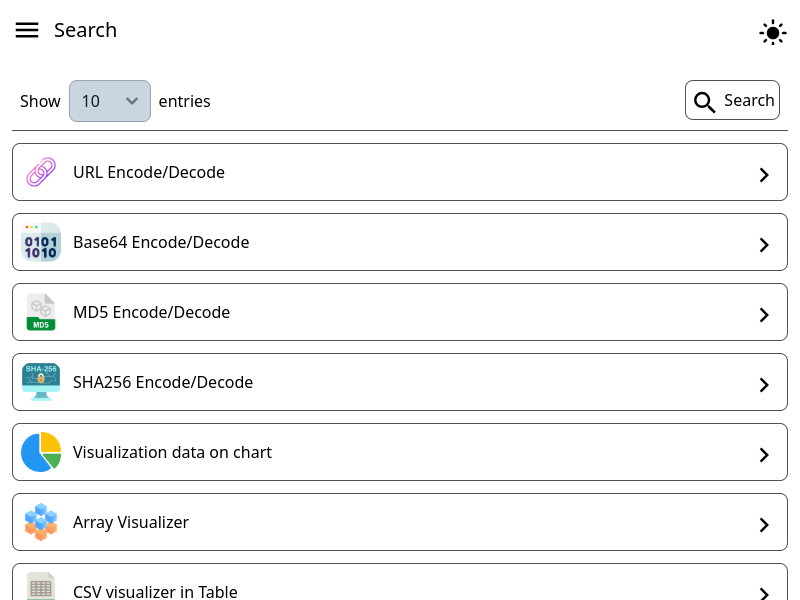 Search
Show 10 entries Search
URL Encode/Decode
0101
1010
Base64 Encode/Decode
MD5
MD5 Encode/Decode
SHA-256
SHA256 Encode/Decode
Visualization data on chart
Array Visualizer
CSV visualizer in Table